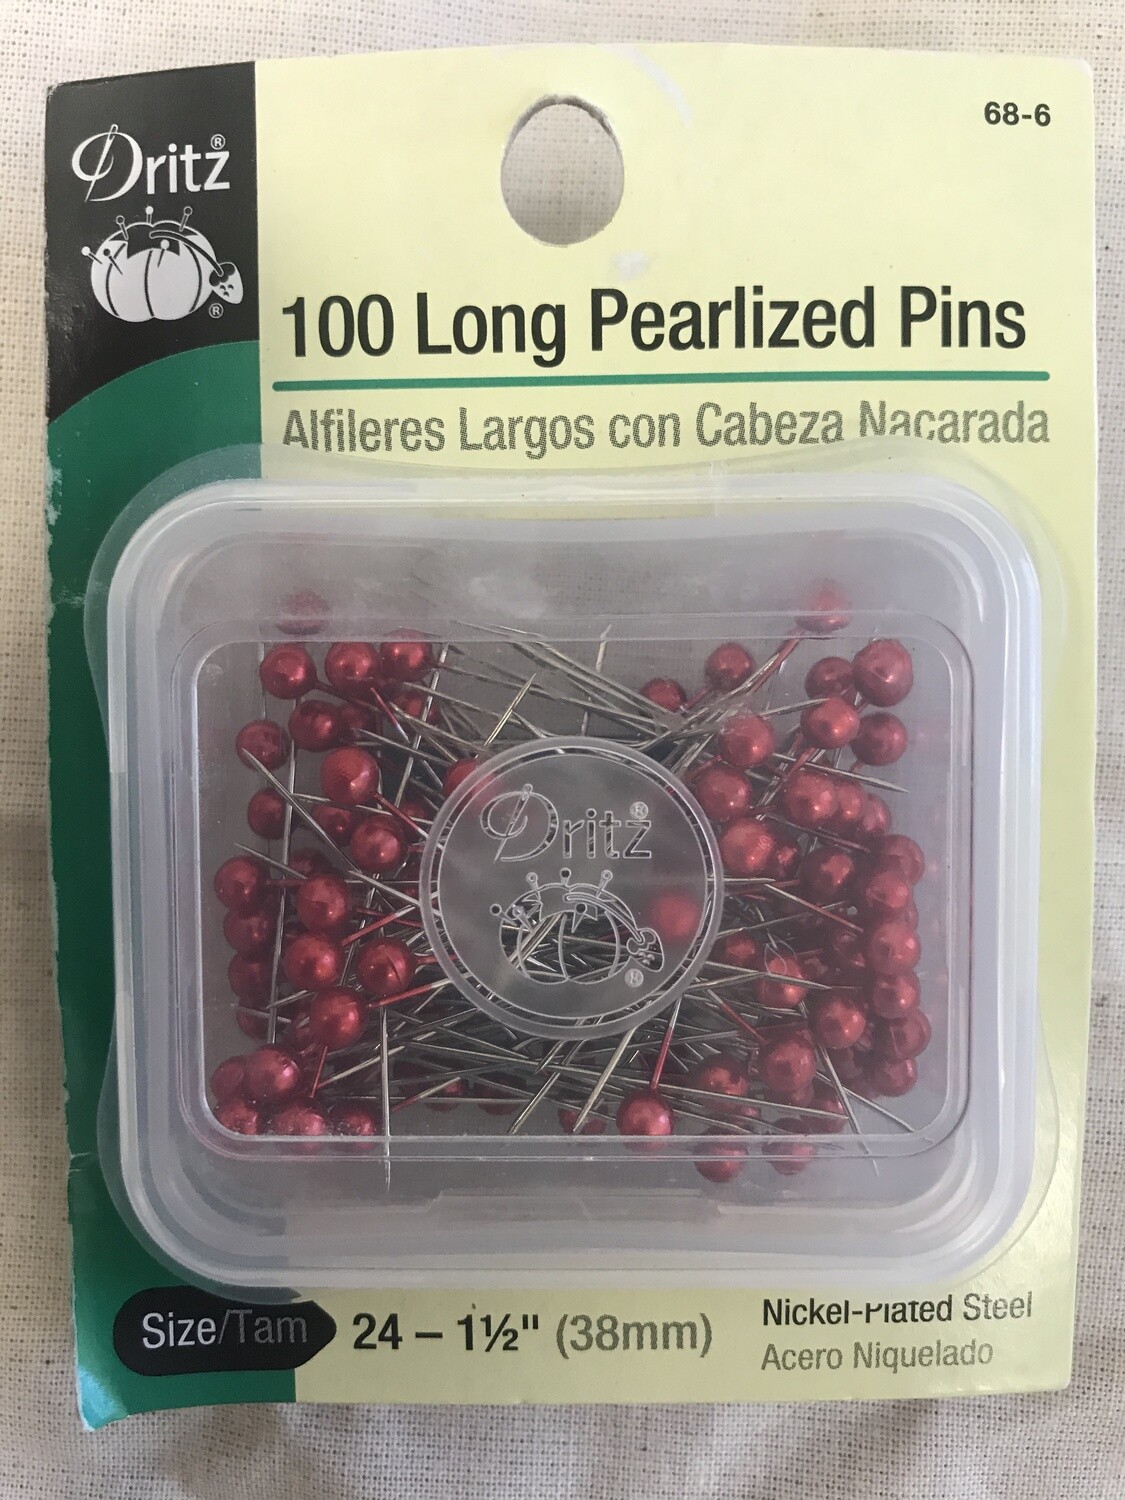 68-6
Dritz®
®
100 Long Pearlized Pins
Alfileres Largos con Cabeza Nacarada
Dritz®
®
Size/Tam 24 – 1½" (38mm)
Nickel-Plated Steel
Acero Niquelado